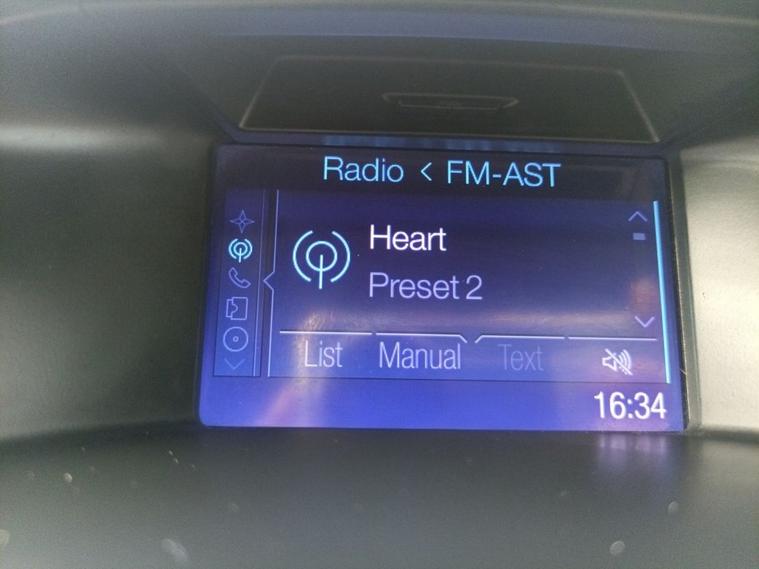 Radio < FM-AST
Heart
Preset 2
List Manual Text
16:34